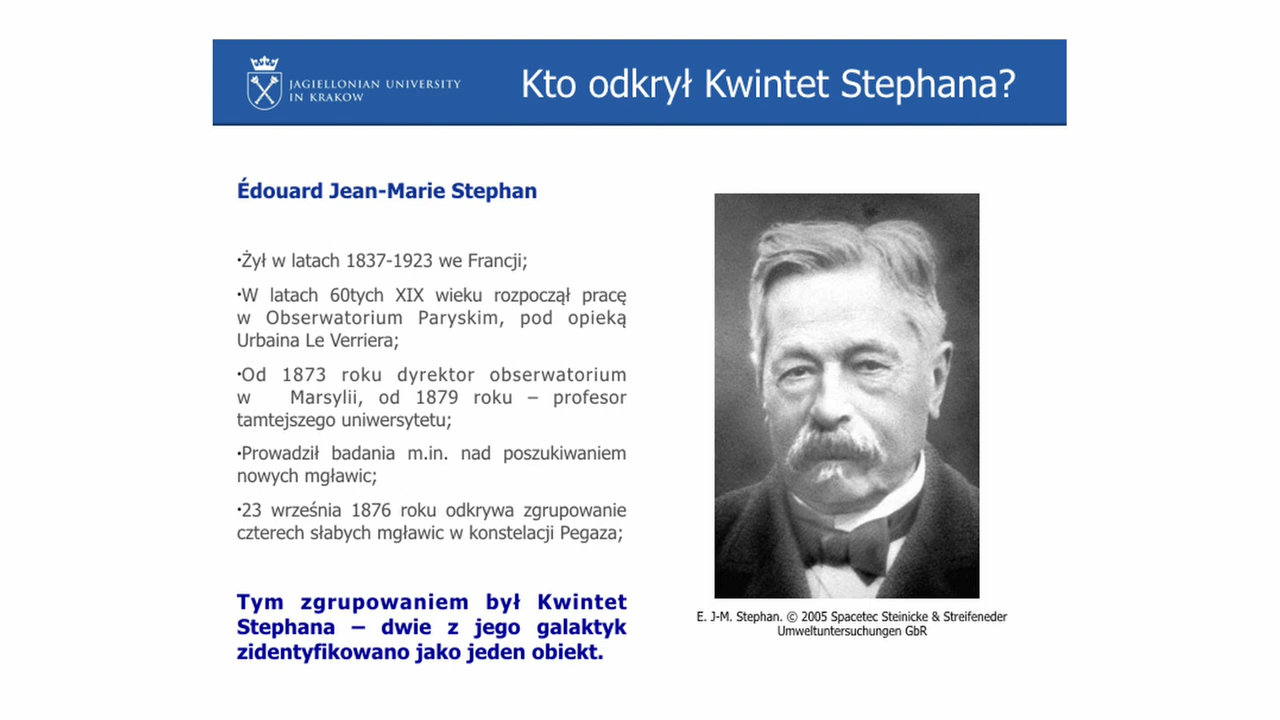 JAGIELLONIAN UNIVERSITY
IN KRAKOW
Kto odkrył Kwintet Stephana?
Édouard Jean-Marie Stephan
•Żył w latach 1837-1923 we Francji;
•W latach 60tych XIX wieku rozpoczął pracę
w Obserwatorium Paryskim, pod opieką
Urbaina Le Verriera;
•Od 1873 roku dyrektor obserwatorium
w Marsylii, od 1879 roku – profesor
tamtejszego uniwersytetu;
•Prowadził badania m.in. nad poszukiwaniem
nowych mgławic;
•23 września 1876 roku odkrywa zgrupowanie
czterech słabych mgławic w konstelacji Pegaza;
Tym zgrupowaniem był Kwintet
Stephana – dwie z jego galaktyk
zidentyfikowano jako jeden obiekt.
E. J-M. Stephan. © 2005 Spacetec Steinicke & Streifeneder
Umweltuntersuchungen GbR